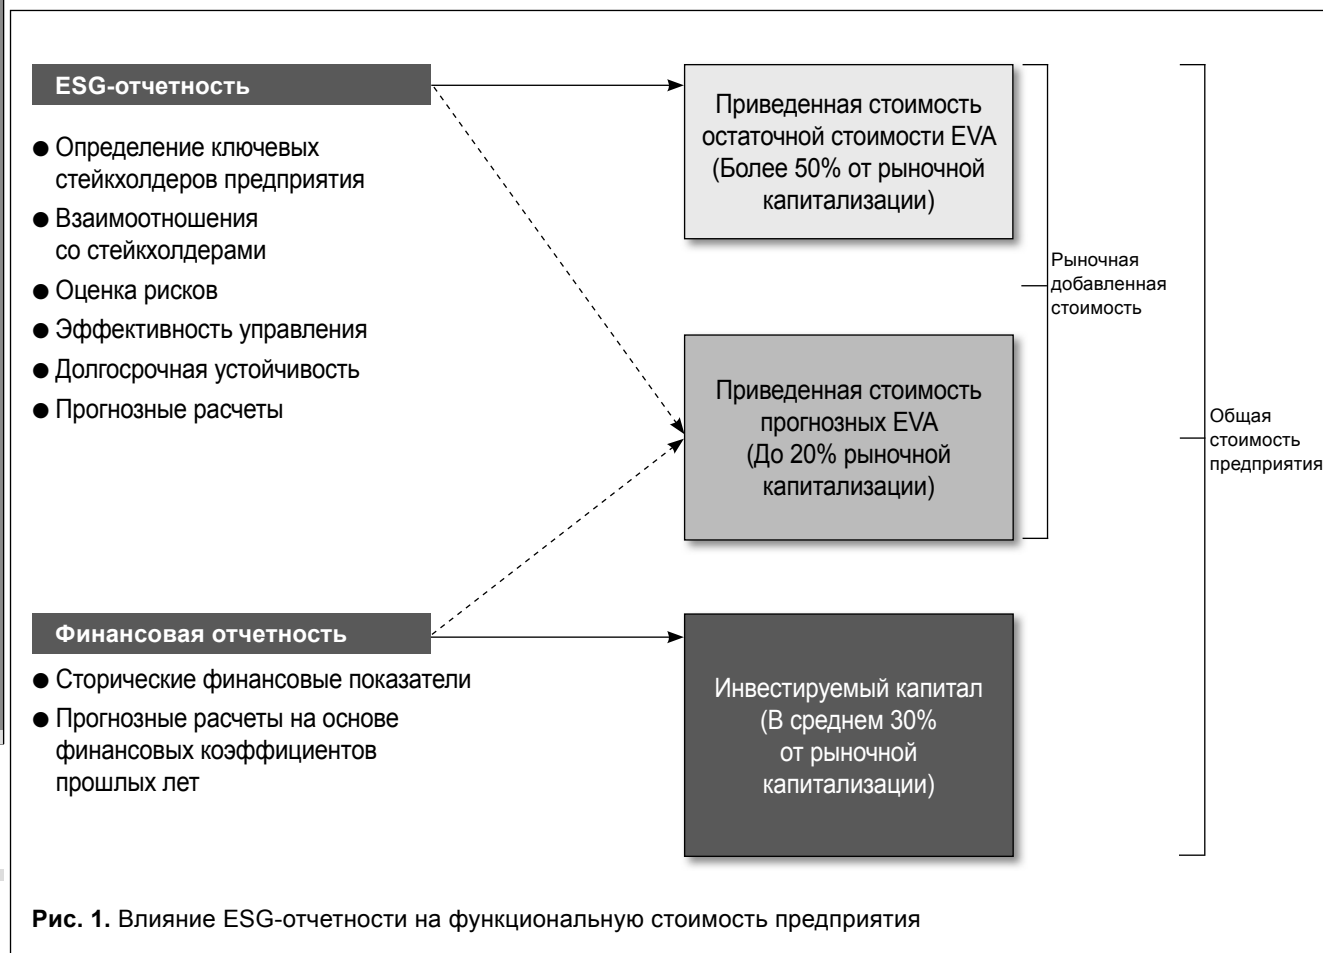 ESG-отчетность
● Определение ключевых
стейкхолдеров предприятия
● Взаимоотношения
со стейкхолдерами
● Оценка рисков
● Эффективность управления
● Долгосрочная устойчивость
● Прогнозные расчеты
Финансовая отчетность
● Сторические финансовые показатели
● Прогнозные расчеты на основе
финансовых коэффициентов
прошлых лет
Приведенная стоимость
остаточной стоимости EVA
(Более 50% от рыночной
капитализации)
Приведенная стоимость
прогнозных EVA
(До 20% рыночной
капитализации)
Инвестируемый капитал
(В среднем 30%
от рыночной
капитализации)
Рыночная
добавленная
стоимость
Общая
стоимость
предприятия
Рис. 1. Влияние ESG-отчетности на функциональную стоимость предприятия